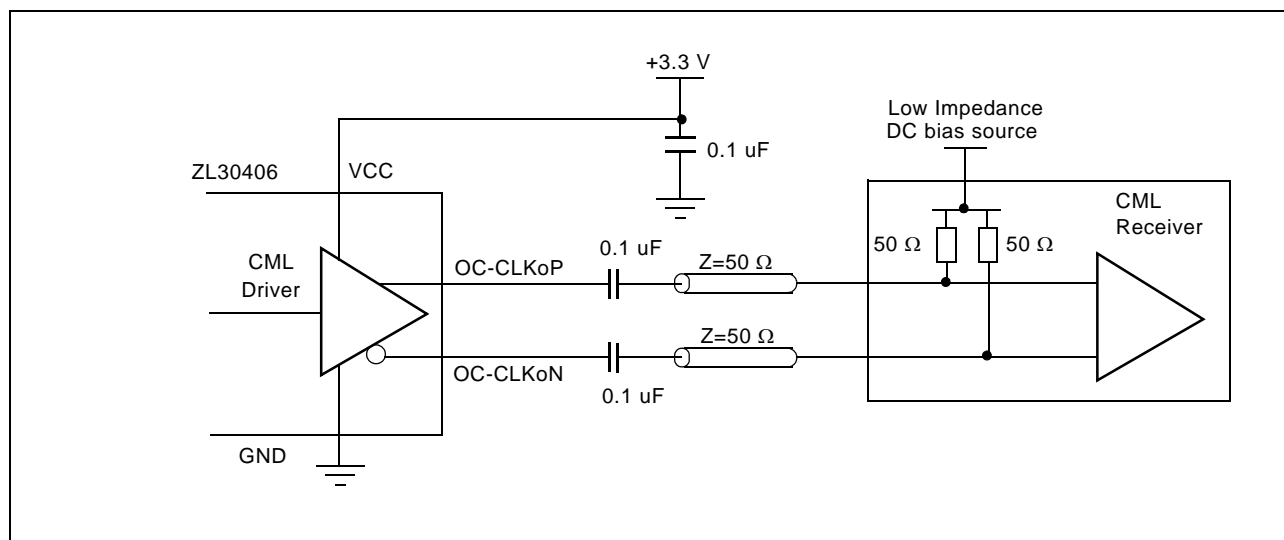 +3.3 V
Low Impedance
DC bias source
0.1 uF
ZL30406
VCC
CML
Receiver
0.1 uF
50 Ω
50 Ω
CML
Driver
OC-CLKoP
Z=50 Ω
Z=50 Ω
OC-CLKoN
0.1 uF
GND